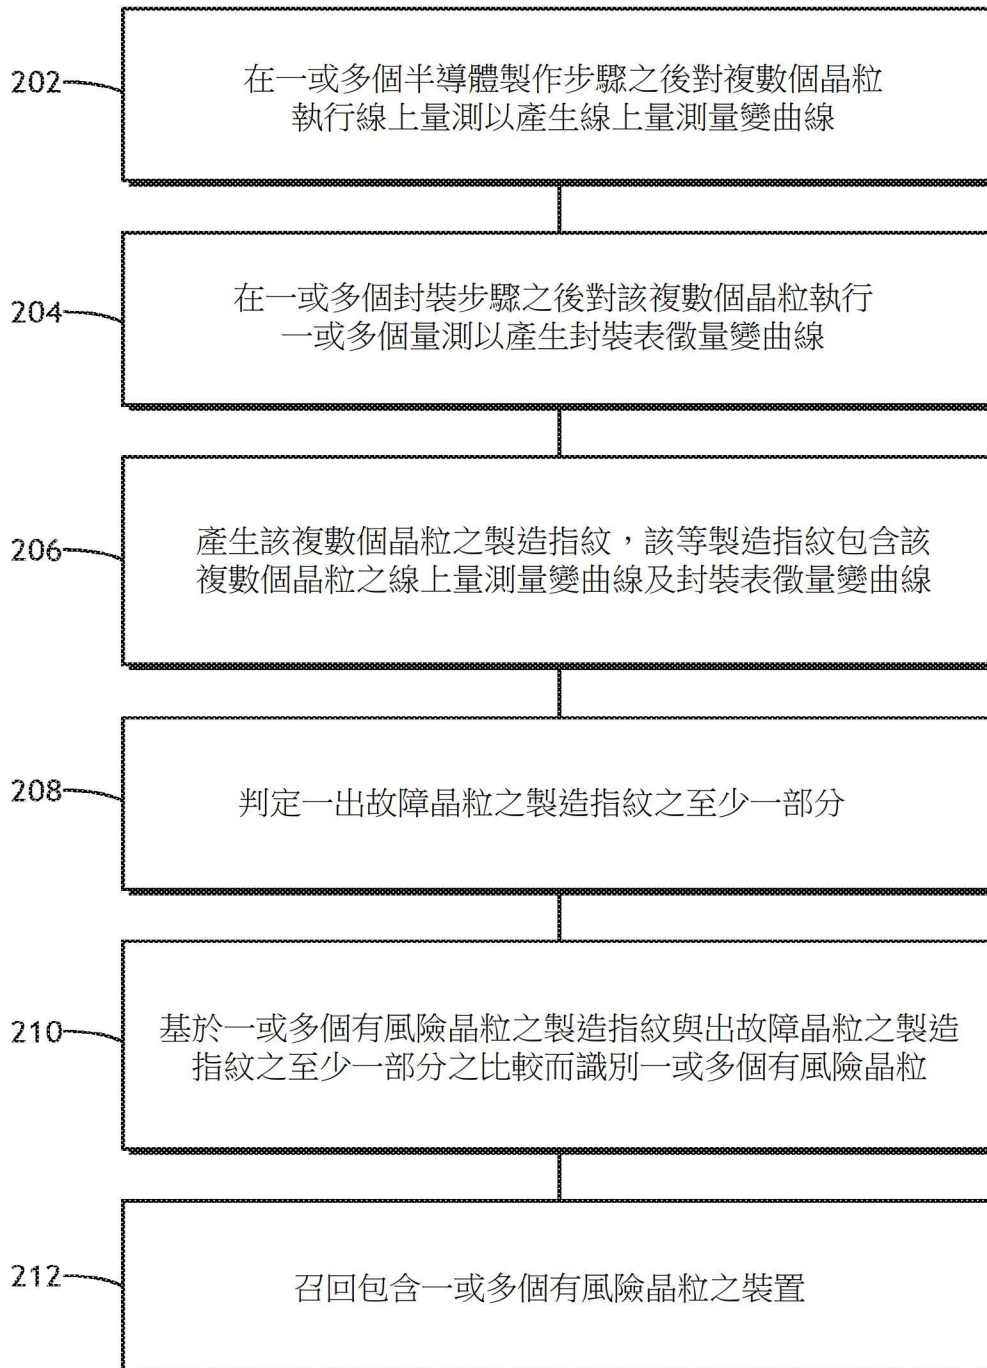 202
在一或多個半導體製作步驟之後對複數個晶粒
執行線上量測以產生線上量測量變曲線
204
在一或多個封裝步驟之後對該複數個晶粒執行
一或多個量測以產生封裝表徵量變曲線
206
產生該複數個晶粒之製造指紋，該等製造指紋包含該
複數個晶粒之線上量測量變曲線及封裝表徵量變曲線
208
判定一出故障晶粒之製造指紋之至少一部分
210
基於一或多個有風險晶粒之製造指紋與出故障晶粒之製造
指紋之至少一部分之比較而識別一或多個有風險晶粒
212
召回包含一或多個有風險晶粒之裝置